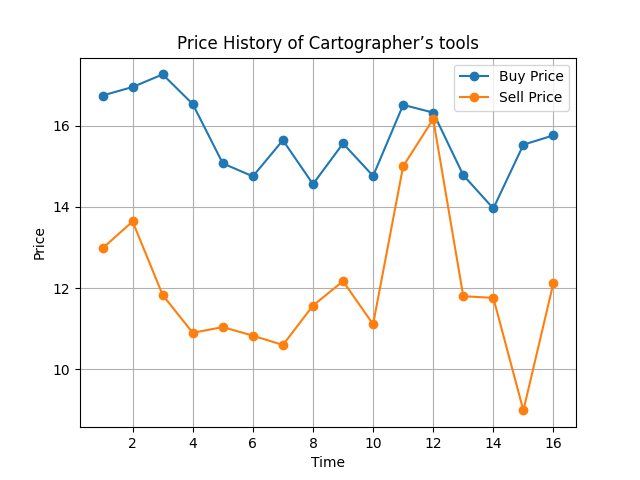 Price History of Cartographer’s tools
Buy Price
Sell Price
Price
16
14
12
10
2 4 6 8 10 12 14 16
Time